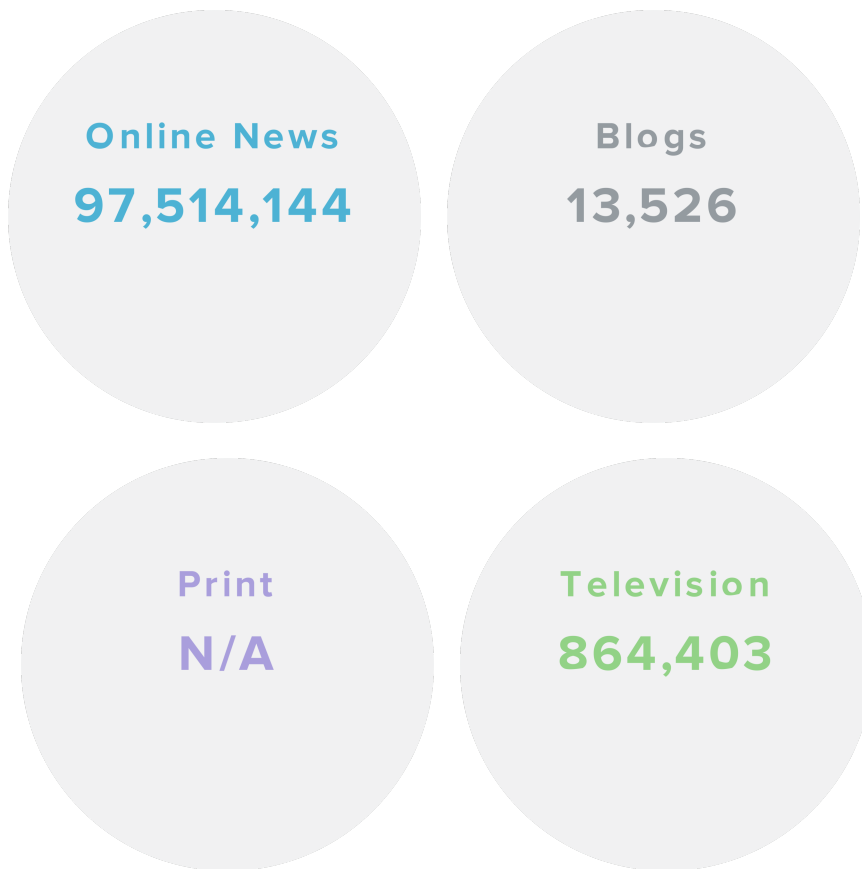 Online News
97,514,144
Blogs
13,526
Print
N/A
Television
864,403